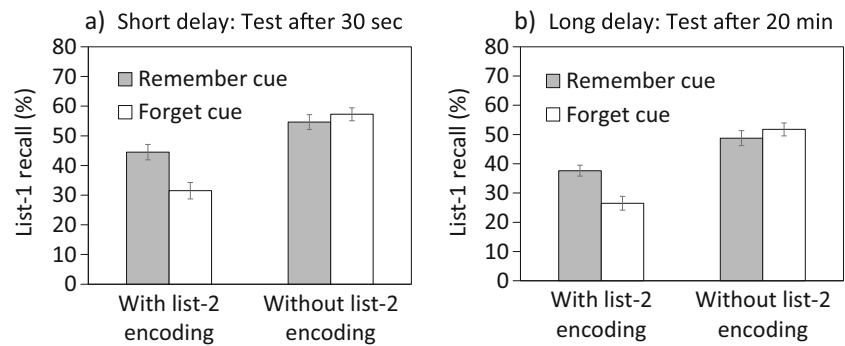 a) Short delay: Test after 30 sec
80
70
60
50
40
30
20
10
0
List-1 recall (%)
Remember cue
Forget cue
With list-2
encoding
Without list-2
encoding
b) Long delay: Test after 20 min
80
70
60
50
40
30
20
10
0
List-1 recall (%)
Remember cue
Forget cue
With list-2
encoding
Without list-2
encoding